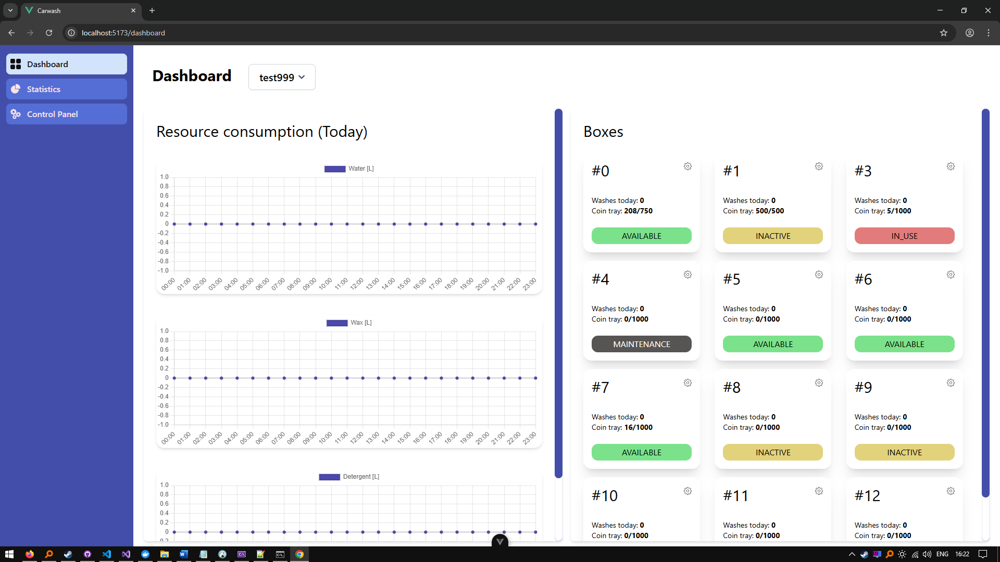 Carwash
localhost:5173/dashboard
Dashboard
Statistics
Control Panel
Dashboard
test999
Resource consumption (Today)
Water [L]
1.0
0.8
0.6
0.4
0.2
0
-0.2
-0.4
-0.6
-0.8
-1.0
00:00 01:00 02:00 03:00 04:00 05:00 06:00 07:00 08:00 09:00 10:00 11:00 12:00 13:00 14:00 15:00 16:00 17:00 18:00 19:00 20:00 21:00 22:00 23:00
Wax [L]
1.0
0.8
0.6
0.4
0.2
0
-0.2
-0.4
-0.6
-0.8
-1.0
00:00 01:00 02:00 03:00 04:00 05:00 06:00 07:00 08:00 09:00 10:00 11:00 12:00 13:00 14:00 15:00 16:00 17:00 18:00 19:00 20:00 21:00 22:00 23:00
Detergent [L]
1.0
0.8
0.6
0.4
0.2
0
-0.2
Boxes
#0
Washes today: 0
Coin tray: 208/750
AVAILABLE
#1
Washes today: 0
Coin tray: 500/500
INACTIVE
#3
Washes today: 0
Coin tray: 5/1000
IN_USE
#4
Washes today: 0
Coin tray: 0/1000
MAINTENANCE
#5
Washes today: 0
Coin tray: 0/1000
AVAILABLE
#6
Washes today: 0
Coin tray: 0/1000
AVAILABLE
#7
Washes today: 0
Coin tray: 16/1000
AVAILABLE
#8
Washes today: 0
Coin tray: 0/1000
INACTIVE
#9
Washes today: 0
Coin tray: 0/1000
INACTIVE
#10
Washes today: 0
Coin tray: 0/1000
#11
Washes today: 0
Coin tray: 0/1000
#12
Washes today: 0
Coin tray: 0/1000
ENG
16:22